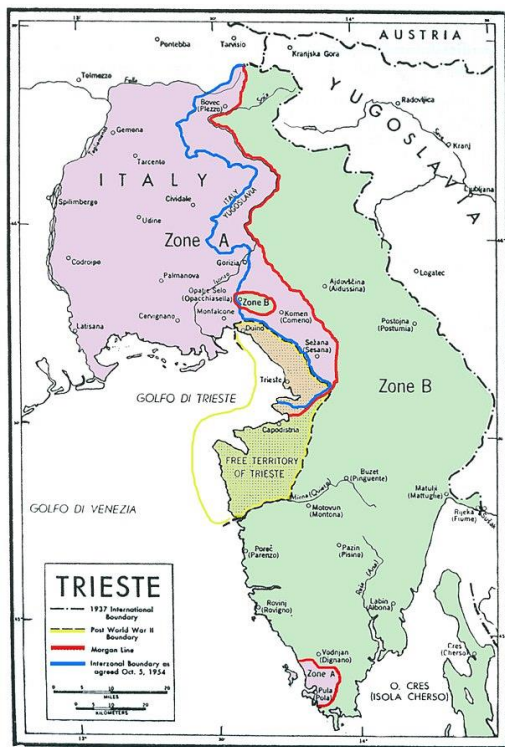 AUSTRIA
Pontebba
Tarvisio
Kranjska Gora
Tolmezzo
Fella
YUGOSLAVIA
Radovljica
Bovec
(Plezzo)
Gemona
Tagliamento
Kranj
Tarcento
Ljubljana
ITALY
ITALY
YUGOSLAVIA
Spilimbergo
Cividale
Udine
Zone A
Gorizia
Logatec
Codroipo
Ajdovščina
(Aidussina)
Palmanova
Opatje Selo
(Opacchiasella)
Zone B
Komen
(Comeno)
Latisana
Cervignano
Monfalcone
Postojna
(Postumia)
Duino
Sežana
(Sesana)
Trieste
Zone B
GOLFO DI TRIESTE
Capodistria
FREE TERRITORY
OF TRIESTE
GOLFO DI VENEZIA
Buzet
(Pinguente)
Matulji
(Mattuglie)
Mirna (Quieto)
Motovun
(Montona)
Rijeka
(Fiume)
Sušak
Poreč
(Parenzo)
Pazin
(Pisino)
Rovinj
(Rovigno)
Labin
(Albona)
Vodnjan
(Dignano)
Cres
(Cherso)
Zone A
Pula
(Pola)
O. CRES
(ISOLA CHERSO)
TRIESTE
1937 International
Boundary
Post World War II
Boundary
Morgan Line
Interzonal Boundary as
agreed Oct. 5, 1954
MILES
KILOMETERS